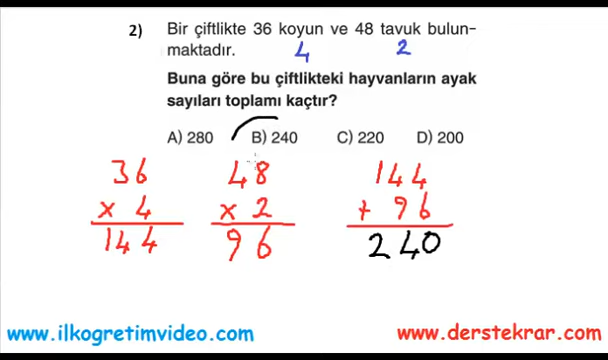 2) Bir çiftlikte 36 koyun ve 48 tavuk bulun-
maktadır.
4 2
Buna göre bu çiftlikteki hayvanların ayak
sayıları toplamı kaçtır?
A) 280 B) 240 C) 220 D) 200
36 48 144
x 4 x 2 + 96
144 96 240
www.ilkogretimvideo.com www.derstekrar.com